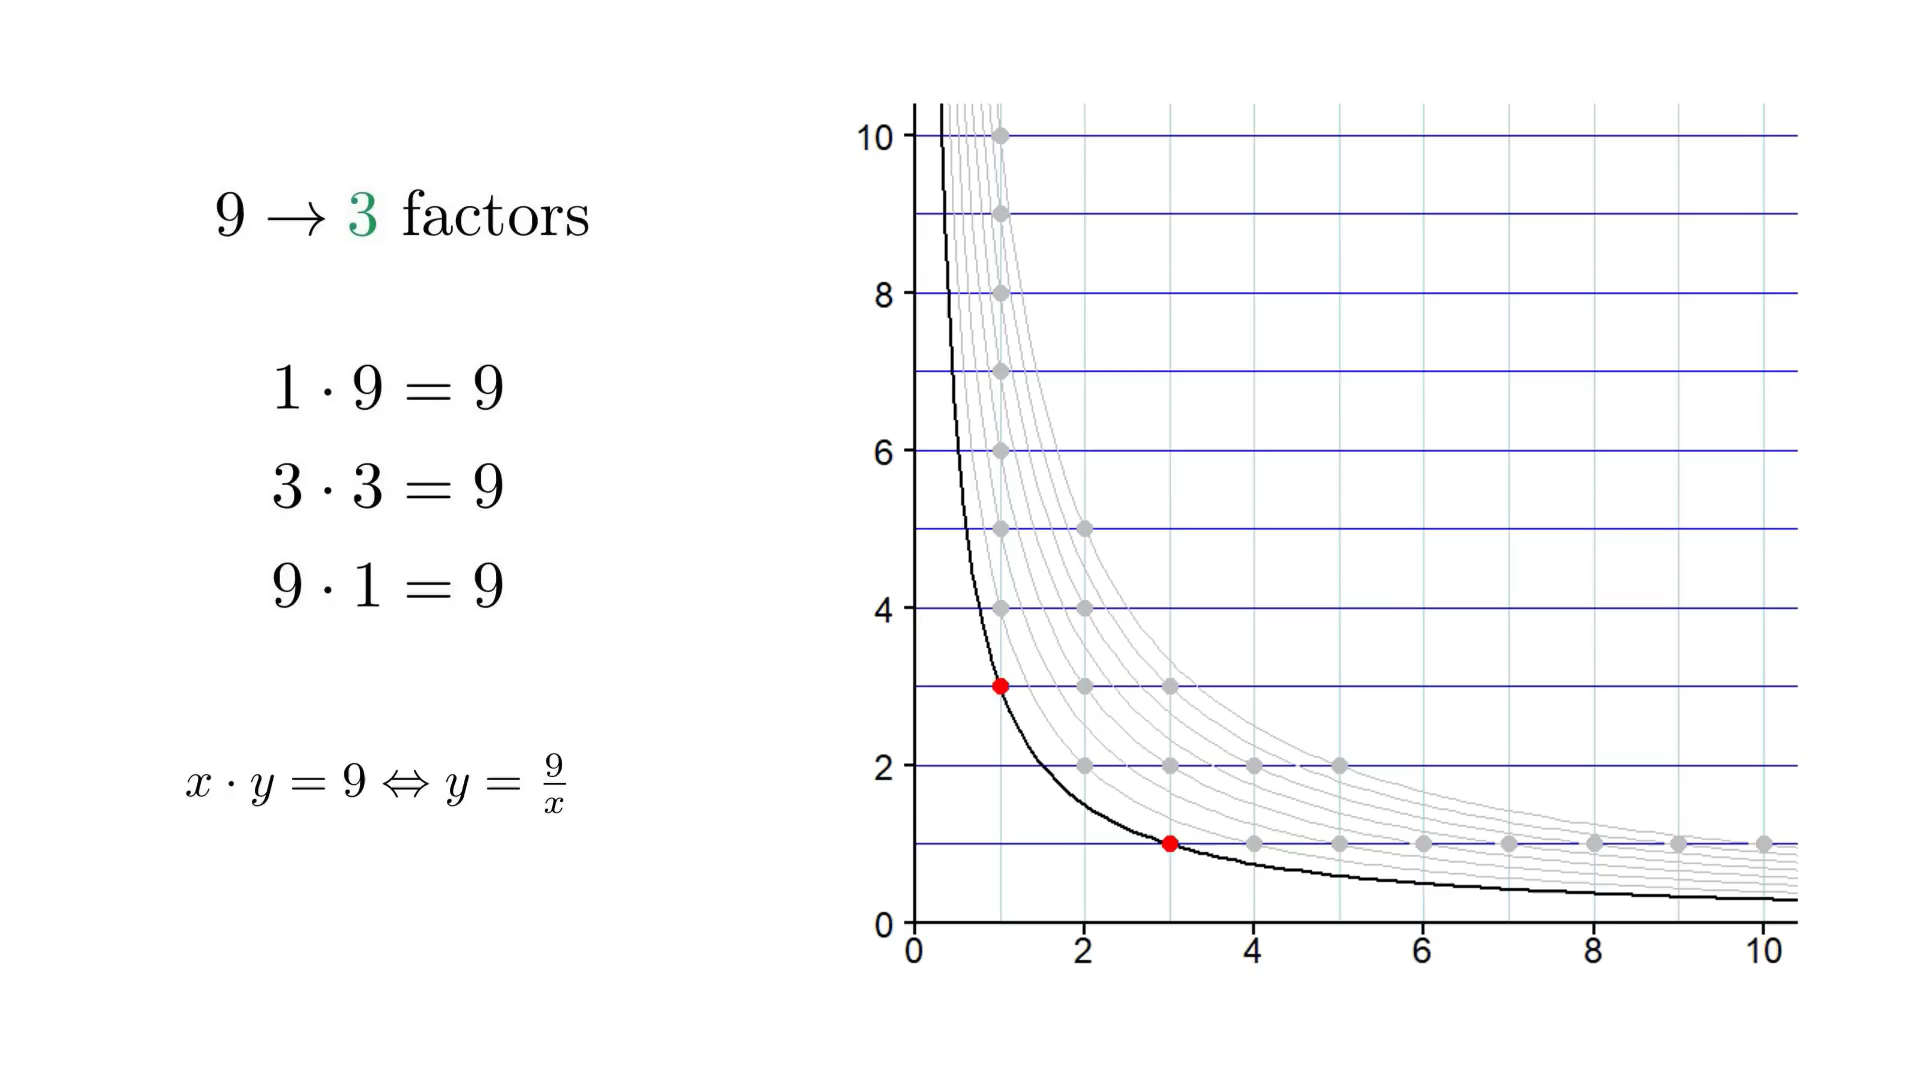 9 → 3 factors
1 · 9 = 9
3 · 3 = 9
9 · 1 = 9
x · y = 9 ⇔ y = 9/x
10
8
6
4
2
0
0 2 4 6 8 10